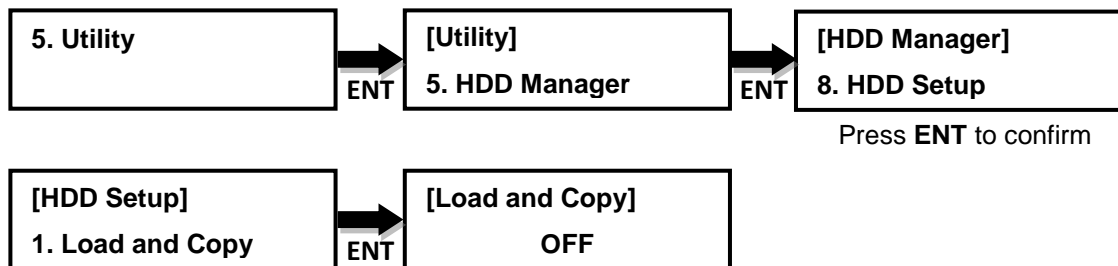 5. Utility
ENT
[Utility]
5. HDD Manager
ENT
[HDD Manager]
8. HDD Setup
Press ENT to confirm
[HDD Setup]
1. Load and Copy
ENT
[Load and Copy]
OFF